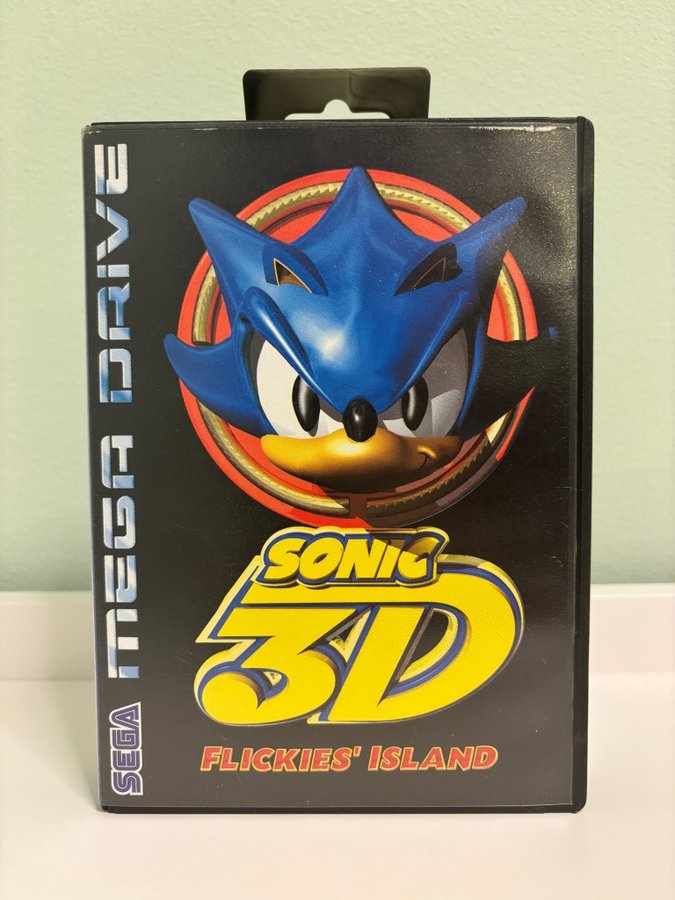 SEGA MEGA DRIVE
SONIC
3D
FLICKIES' ISLAND